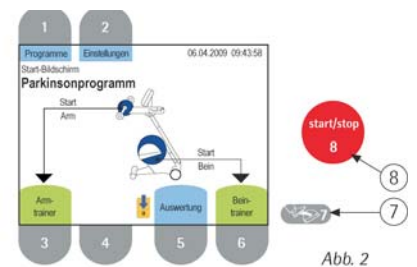 1 2
Programme Einstellungen 06.04.2009 09:43:58
Start-Bildschirm
Parkinsonprogramm
Start
Arm
start/stop
8
Start
Bein
8
7
7
Arm-
trainer
Auswertung
Bein-
trainer
3 4 5 6
Abb. 2